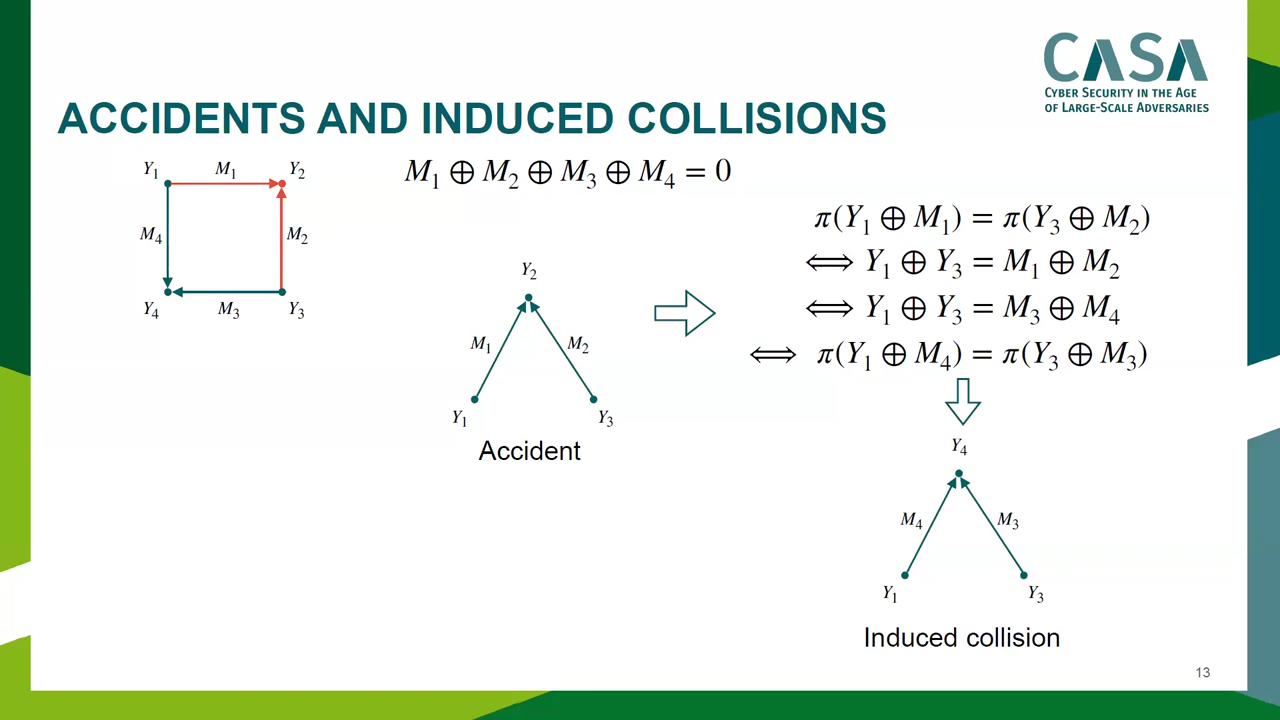 CASA
CYBER SECURITY IN THE AGE
OF LARGE-SCALE ADVERSARIES
ACCIDENTS AND INDUCED COLLISIONS
Y₁ M₁ Y₂
M₄ M₂
Y₄ M₃ Y₃
M₁ ⊕ M₂ ⊕ M₃ ⊕ M₄ = 0
Y₂
M₁ M₂
Y₁ Y₃
Accident
π(Y₁ ⊕ M₁) = π(Y₃ ⊕ M₂)
⟺ Y₁ ⊕ Y₃ = M₁ ⊕ M₂
⟺ Y₁ ⊕ Y₃ = M₃ ⊕ M₄
⟺ π(Y₁ ⊕ M₄) = π(Y₃ ⊕ M₃)
Y₄
M₄ M₃
Y₁ Y₃
Induced collision
13